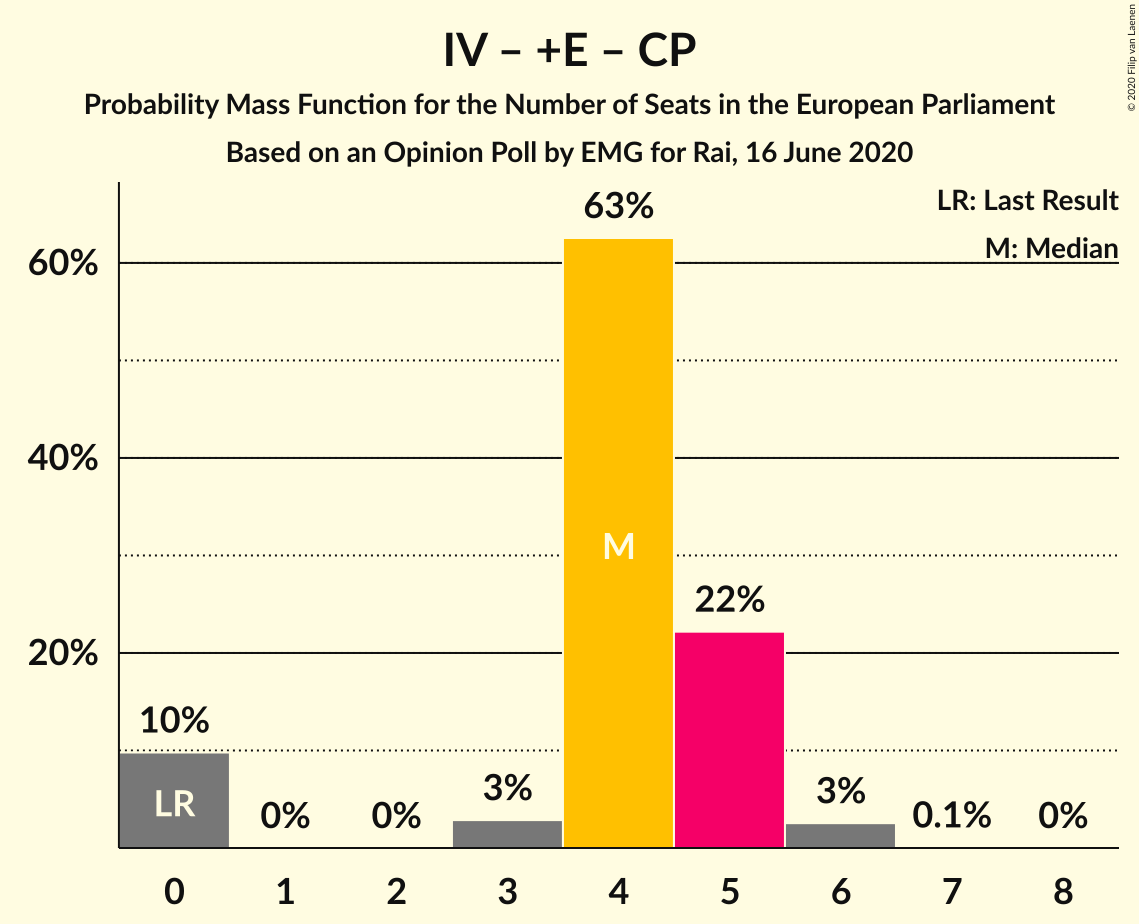 IV – +E – CP
Probability Mass Function for the Number of Seats in the European Parliament
Based on an Opinion Poll by EMG for Rai, 16 June 2020
© 2020 Filip van Laenen
LR: Last Result
M: Median
63%
60%
40%
M
22%
20%
10%
LR
0%
0%
3%
3%
0.1%
0%
0 1 2 3 4 5 6 7 8